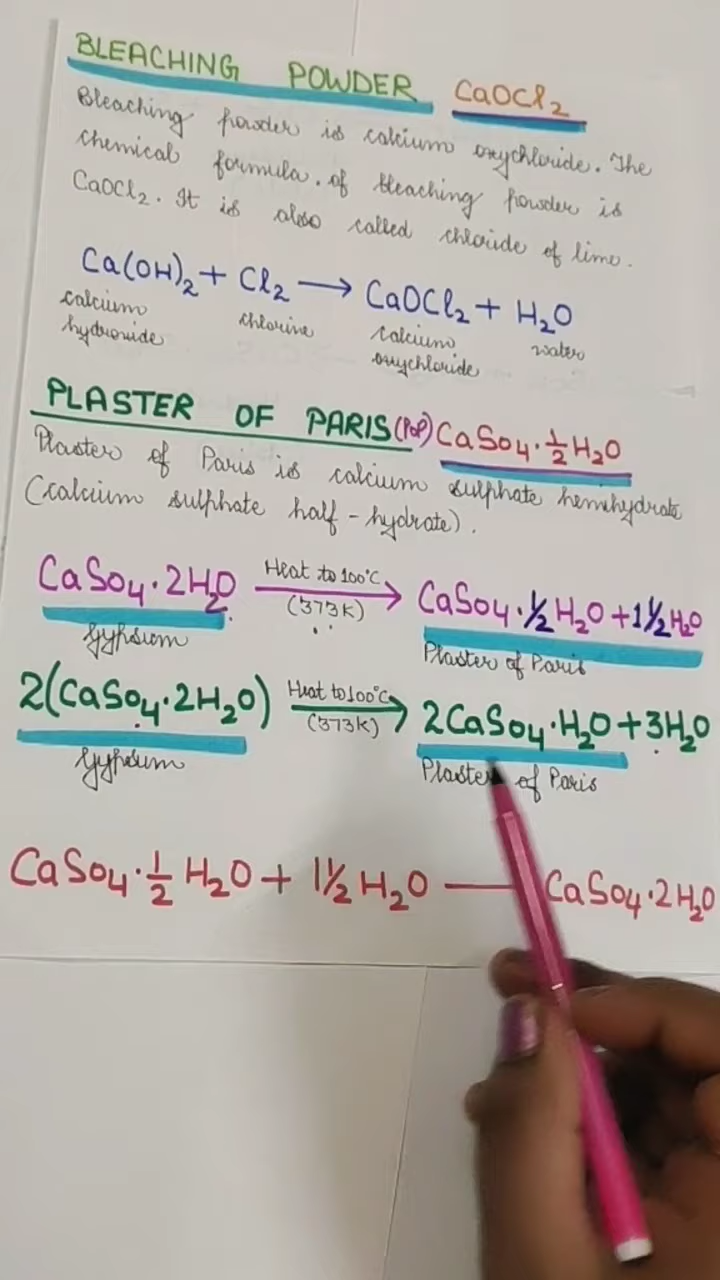 BLEACHING POWDER CaOCl₂
Bleaching powder is calcium oxychloride. The
chemical formula. of bleaching powder is
CaOCl₂. It is also called chloride of lime.
Ca(OH)₂ + Cl₂ ⟶ CaOCl₂ + H₂O
calcium hydroxide chlorine calcium oxychloride water
PLASTER OF PARIS (POP) CaSo₄·½H₂O
Plaster of Paris is calcium sulphate hemihydrate
(calcium sulphate half-hydrate).
Heat to 100°C
CaSo₄·2H₂O ⟶ CaSo₄·½H₂O + 1½H₂O
(373K)
Gypsum Plaster of Paris
Heat to 100°C
2(CaSo₄·2H₂O) ⟶ 2CaSo₄·H₂O + 3H₂O
(373K)
Gypsum Plaster of Paris
CaSo₄·½H₂O + 1½H₂O — CaSo₄·2H₂O